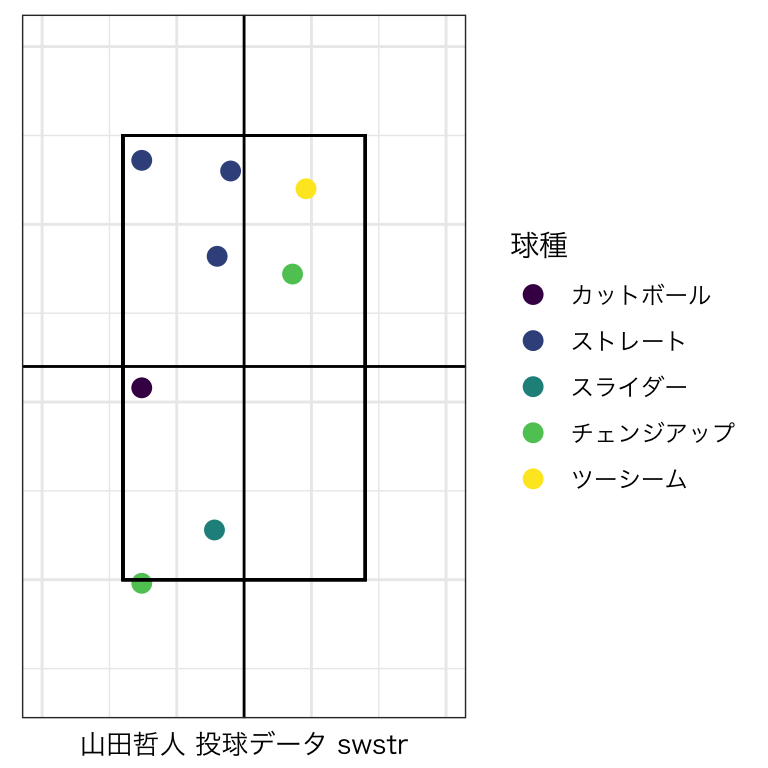 球種
カットボール
ストレート
スライダー
チェンジアップ
ツーシーム
山田哲人 投球データ swstr